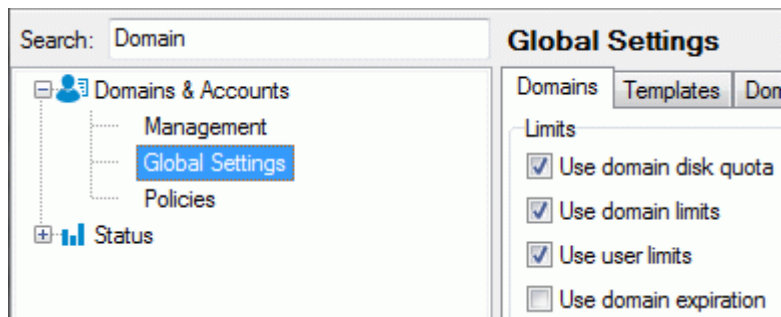 Search: Domain
Domains & Accounts
Management
Global Settings
Policies
Status
Global Settings
Domains Templates
Limits
Use domain disk quota
Use domain limits
Use user limits
Use domain expiration